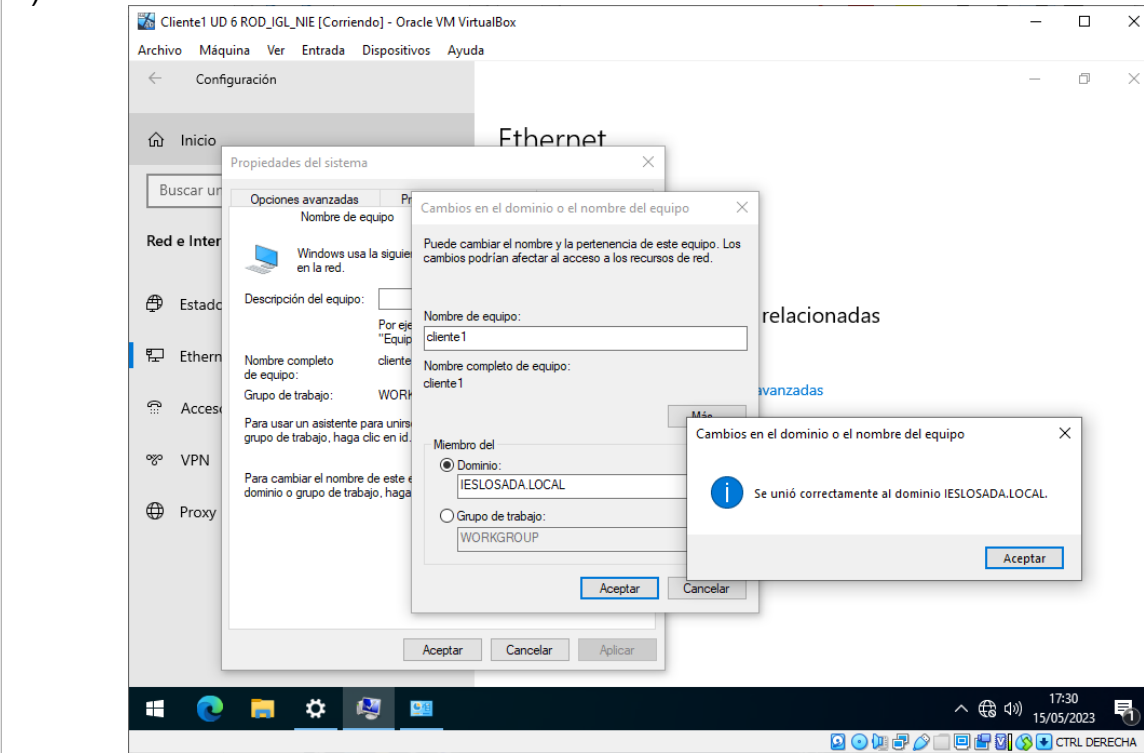 Cliente1 UD 6 ROD_IGL_NIE [Corriendo] - Oracle VM VirtualBox
Archivo Máquina Ver Entrada Dispositivos Ayuda
Configuración
Inicio
Ethernet
Buscar un
Red e Inter
Estado
Ethern
Acceso
VPN
Proxy
relacionadas
avanzadas
Propiedades del sistema
Opciones avanzadas
Nombre de equipo
Windows usa la siguie
en la red.
Descripción del equipo:
Por eje
"Equip
Nombre completo
de equipo:
cliente
Grupo de trabajo: WORK
Para usar un asistente para unirs
grupo de trabajo, haga clic en id.
Para cambiar el nombre de este e
dominio o grupo de trabajo, haga
Aceptar Cancelar Aplicar
Cambios en el dominio o el nombre del equipo
Puede cambiar el nombre y la pertenencia de este equipo. Los
cambios podrían afectar al acceso a los recursos de red.
Nombre de equipo:
cliente1
Nombre completo de equipo:
cliente1
Más...
Miembro del
Dominio:
IESLOSADA.LOCAL
Grupo de trabajo:
WORKGROUP
Aceptar Cancelar
Cambios en el dominio o el nombre del equipo
Se unió correctamente al dominio IESLOSADA.LOCAL.
Aceptar
17:30
15/05/2023
1
CTRL DERECHA